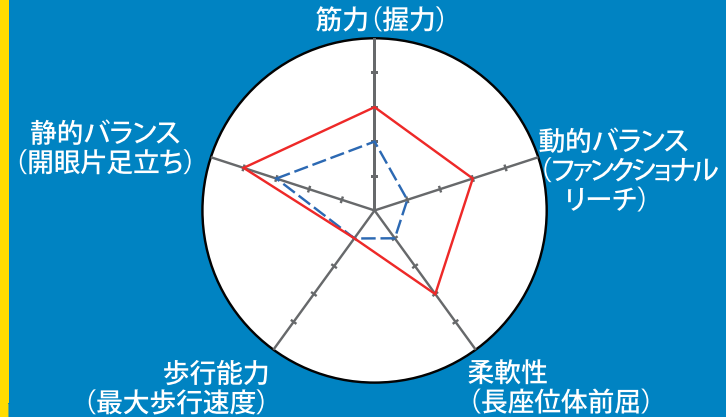 筋力（握力）
静的バランス
（開眼片足立ち）
動的バランス
（ファンクショナル
リーチ）
歩行能力
（最大歩行速度）
柔軟性
（長座位体前屈）